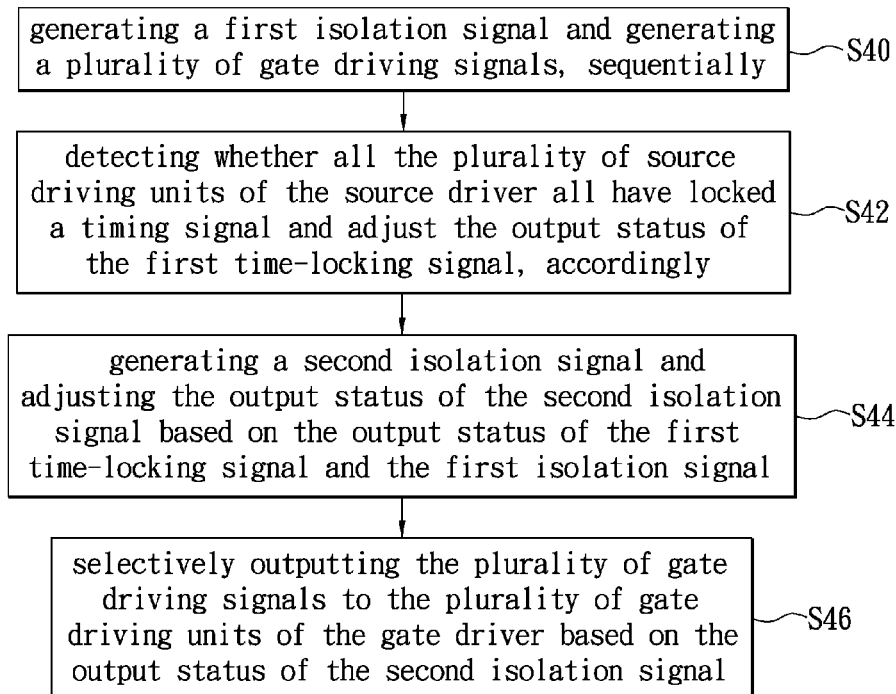 generating a first isolation signal and generating
a plurality of gate driving signals, sequentially
S40
detecting whether all the plurality of source
driving units of the source driver all have locked
a timing signal and adjust the output status of
the first time-locking signal, accordingly
S42
generating a second isolation signal and
adjusting the output status of the second isolation
signal based on the output status of the first
time-locking signal and the first isolation signal
S44
selectively outputting the plurality of gate
driving signals to the plurality of gate
driving units of the gate driver based on the
output status of the second isolation signal
S46